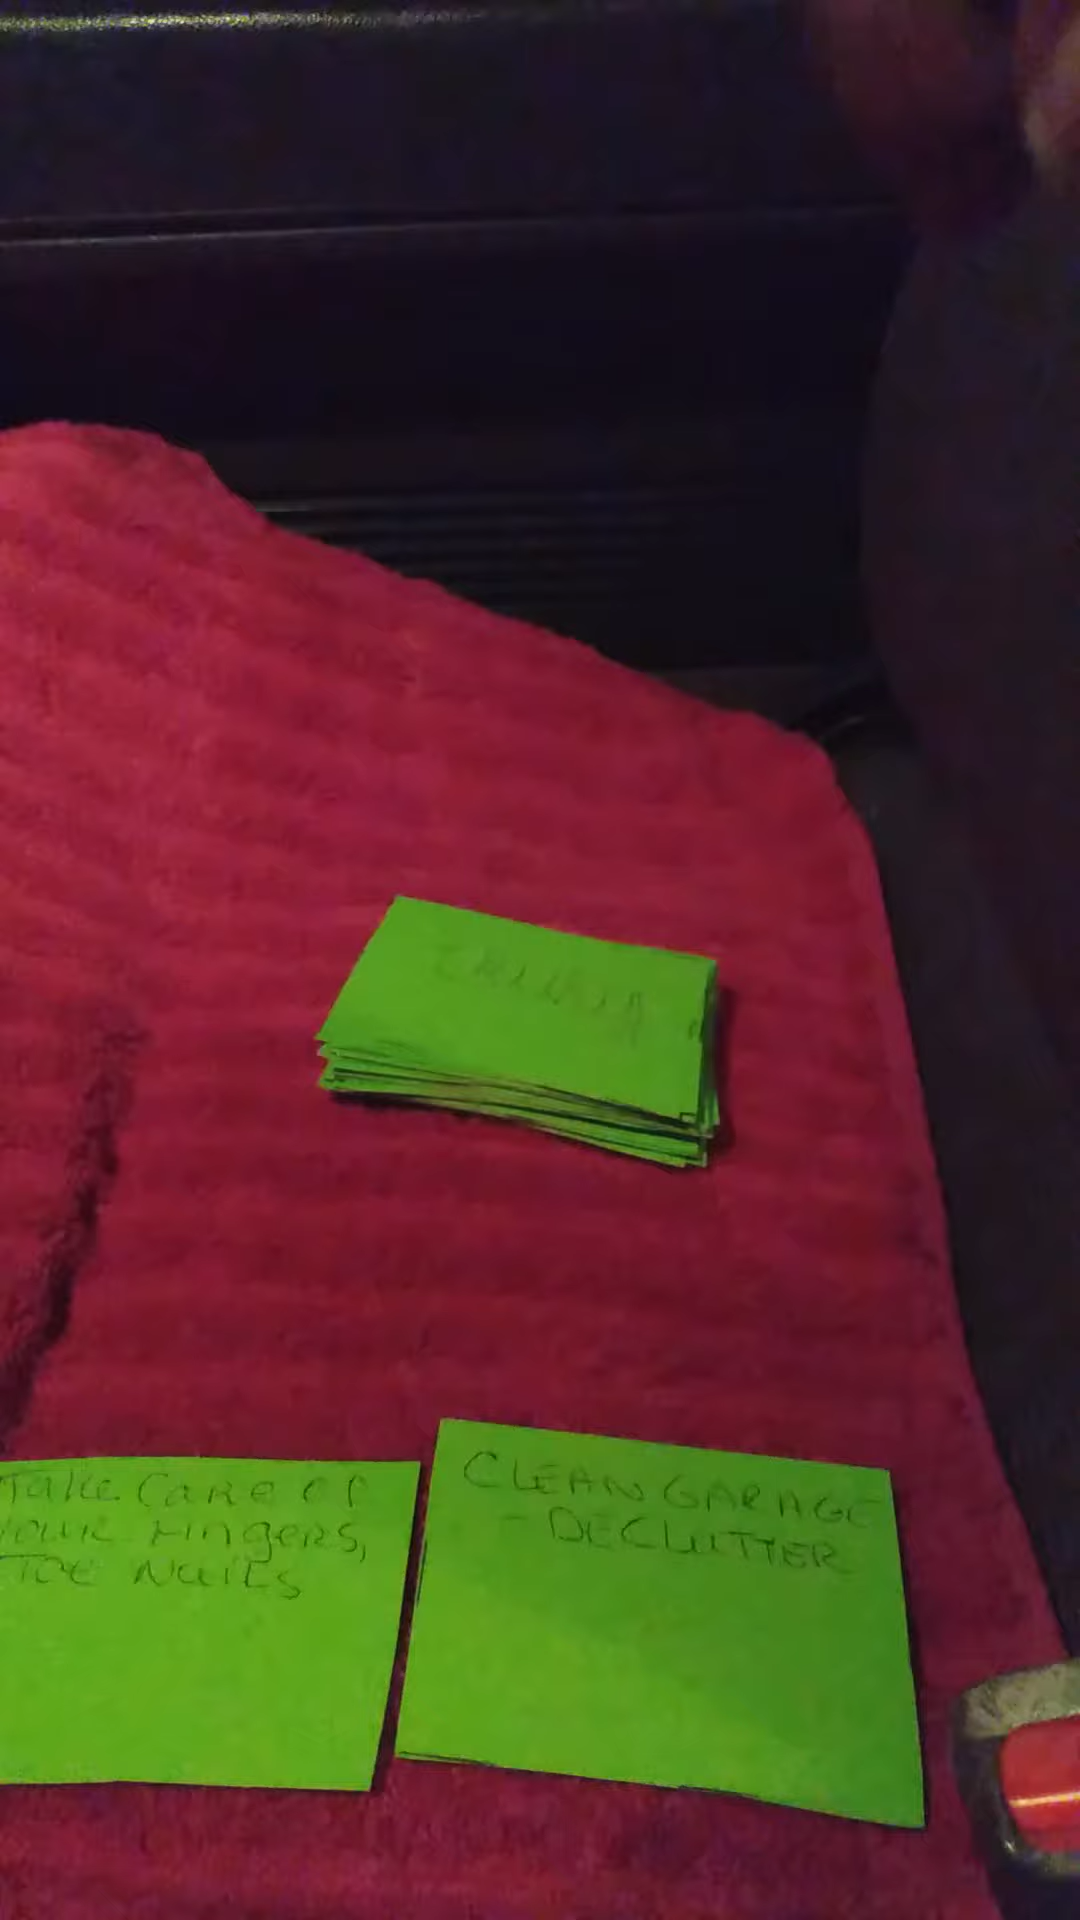 Take Care of
your Fingers,
Toe Nails
CLEAN GARAGE
- DECLUTTER